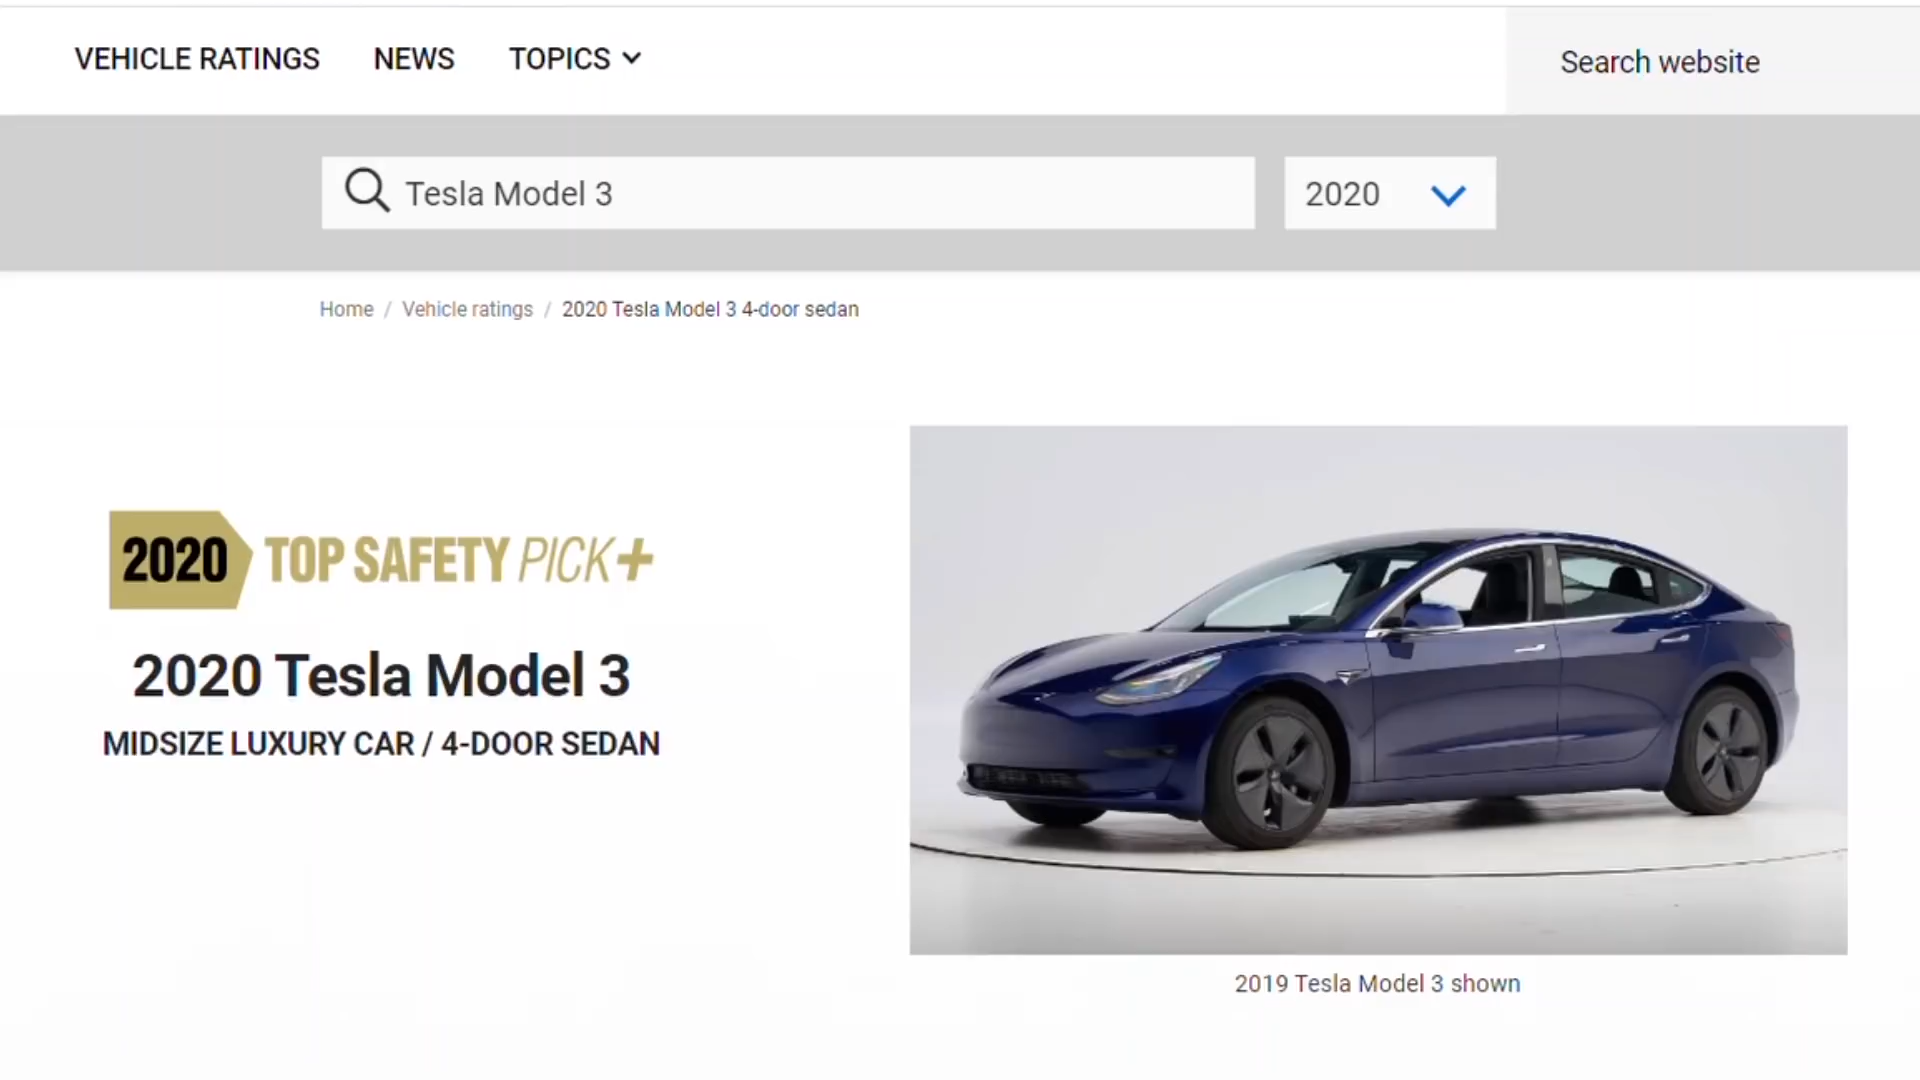 VEHICLE RATINGS NEWS TOPICS
Search website
Tesla Model 3
2020
Home / Vehicle ratings / 2020 Tesla Model 3 4-door sedan
2020 TOP SAFETY PICK+
2020 Tesla Model 3
MIDSIZE LUXURY CAR / 4-DOOR SEDAN
2019 Tesla Model 3 shown